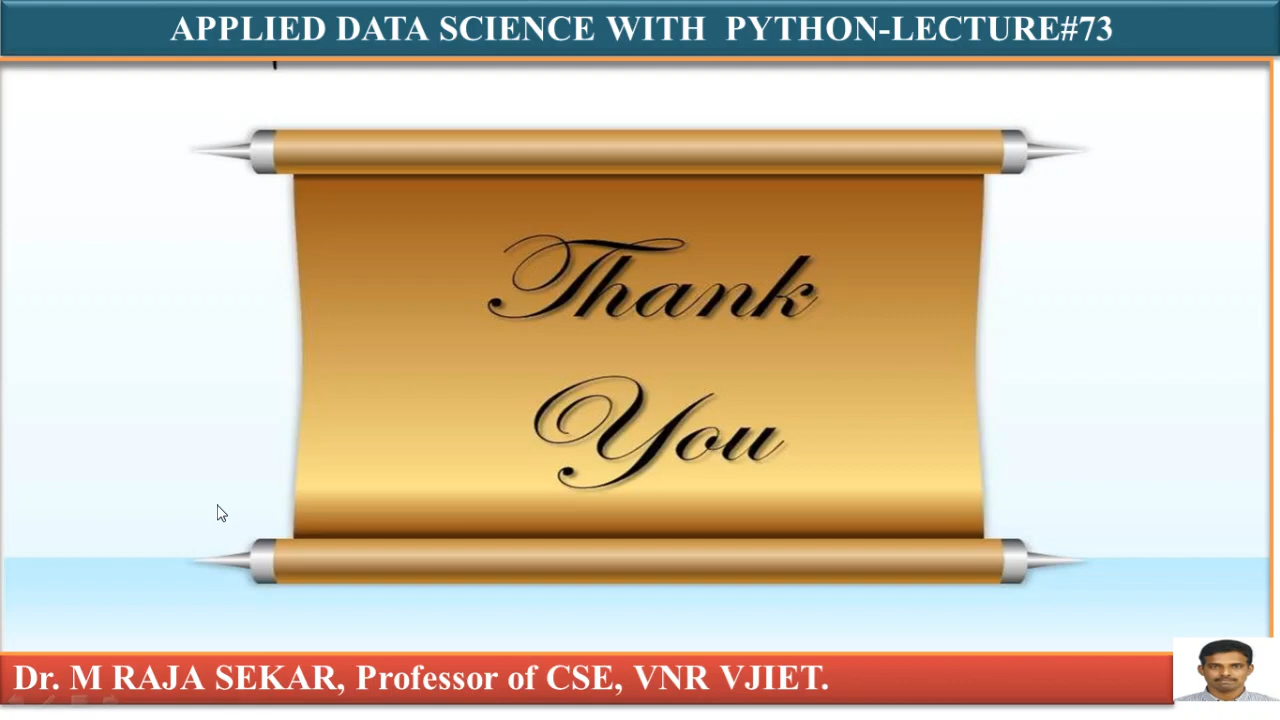 APPLIED DATA SCIENCE WITH PYTHON-LECTURE#73
Thank
You
Dr. M RAJA SEKAR, Professor of CSE, VNR VJIET.